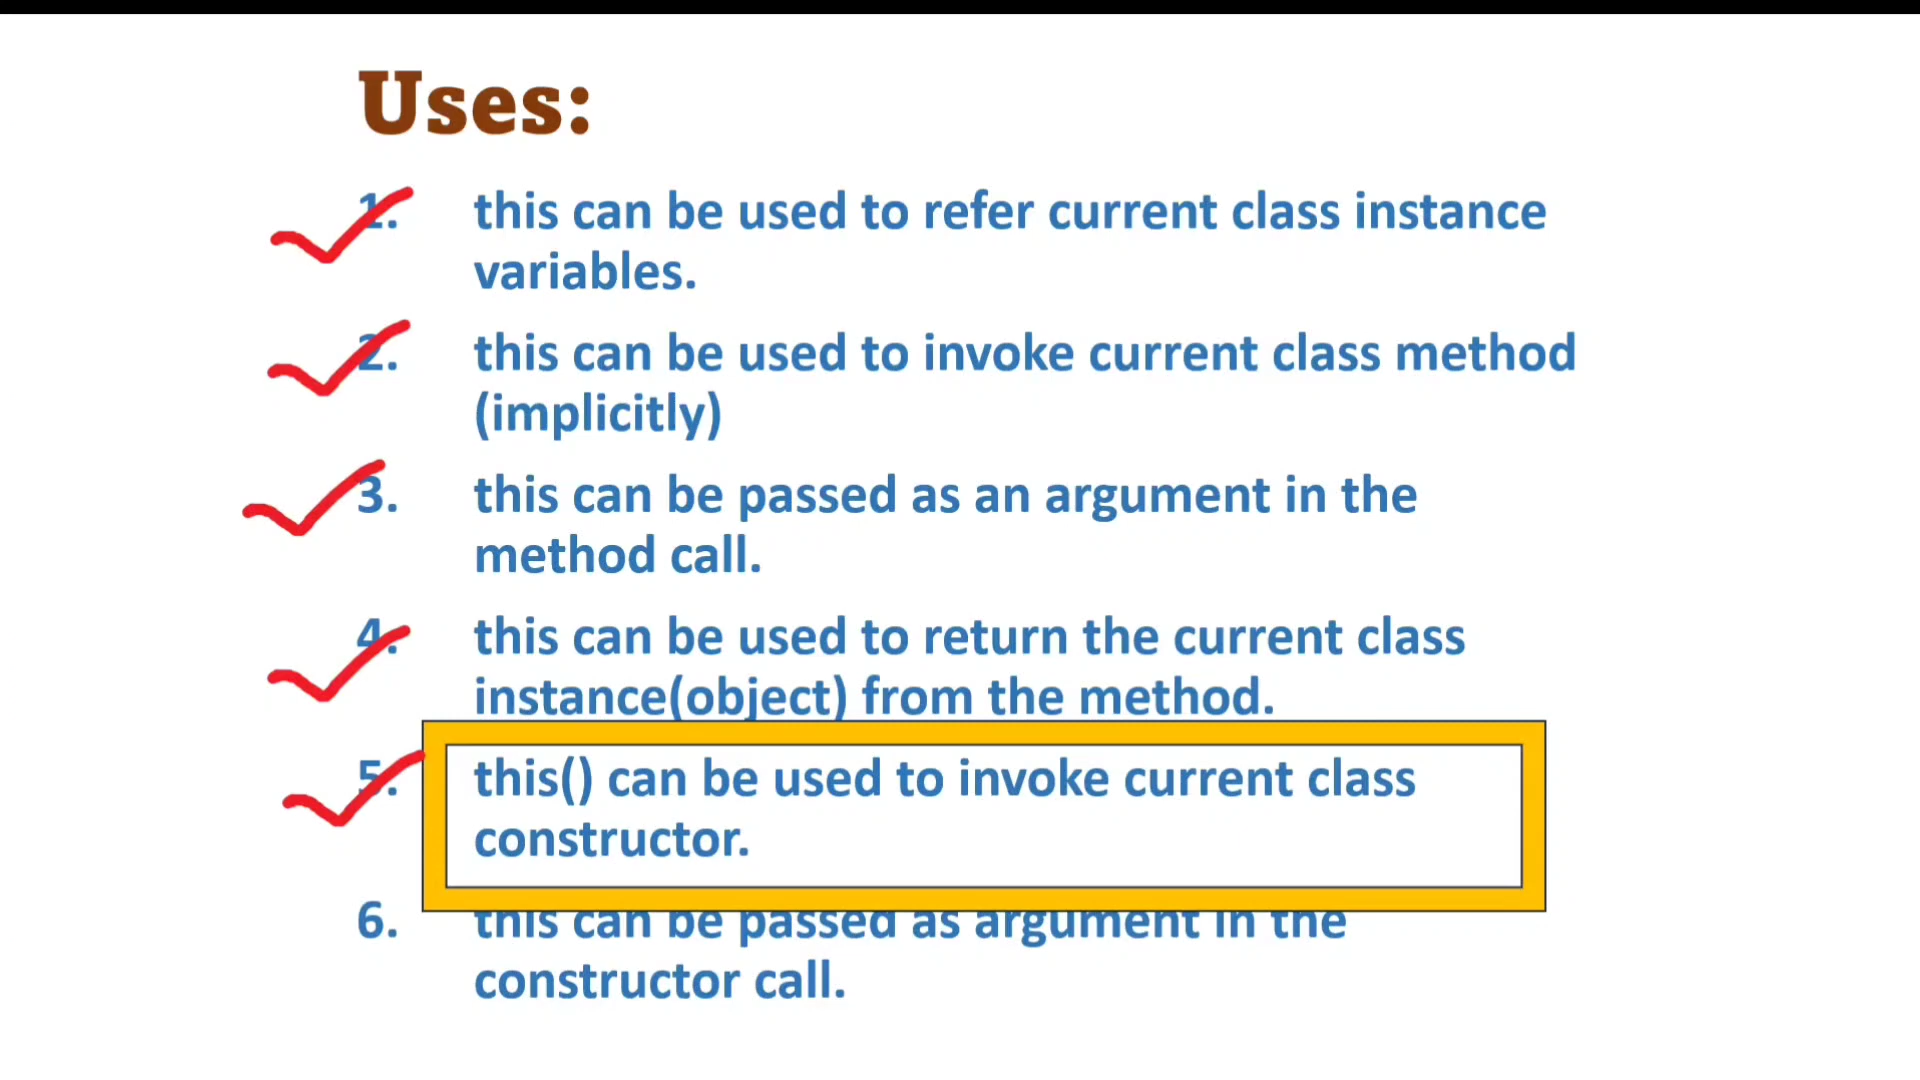 Uses:
1. this can be used to refer current class instance
variables.
2. this can be used to invoke current class method
(implicitly)
3. this can be passed as an argument in the
method call.
4. this can be used to return the current class
instance(object) from the method.
5. this() can be used to invoke current class
constructor.
6. this can be passed as argument in the
constructor call.